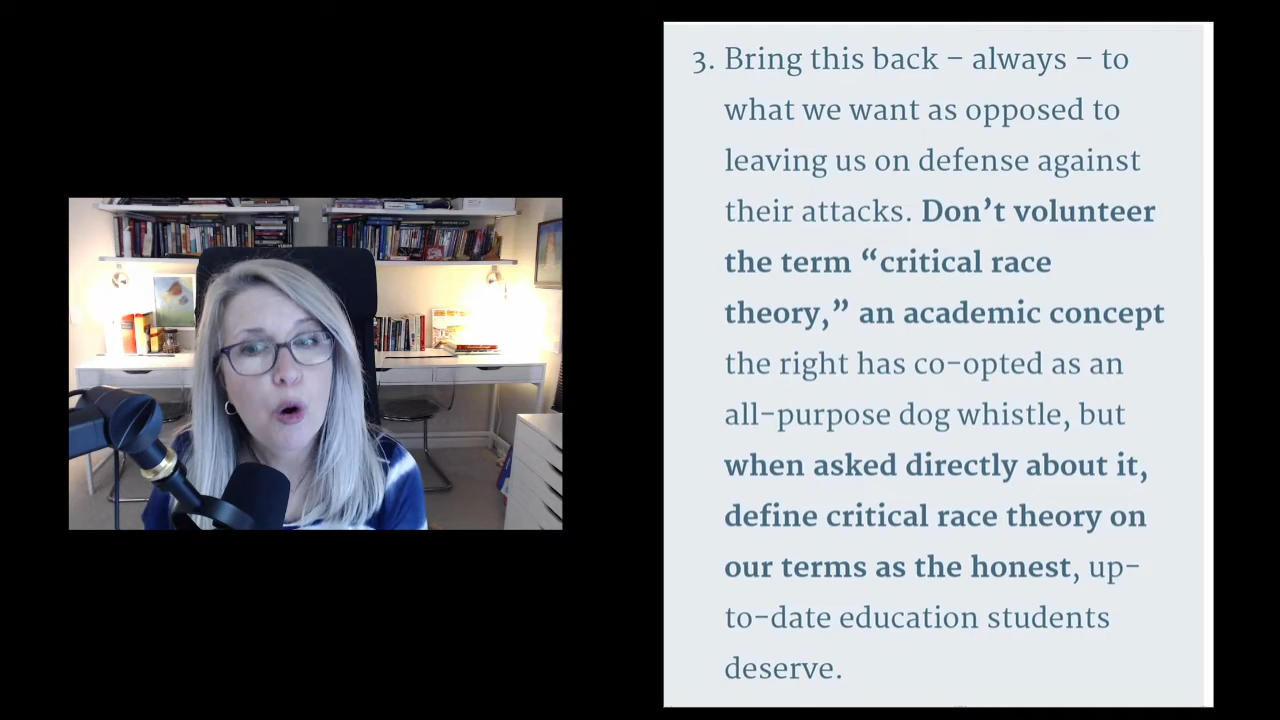 3. Bring this back – always – to
what we want as opposed to
leaving us on defense against
their attacks. Don’t volunteer
the term “critical race
theory,” an academic concept
the right has co-opted as an
all-purpose dog whistle, but
when asked directly about it,
define critical race theory on
our terms as the honest, up-
to-date education students
deserve.